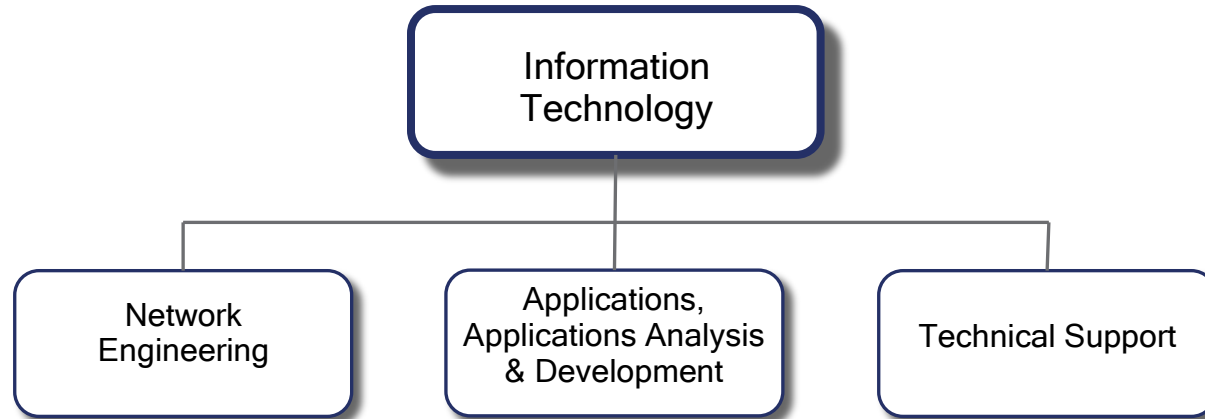 Information
Technology
Network
Engineering
Applications,
Applications Analysis
& Development
Technical Support